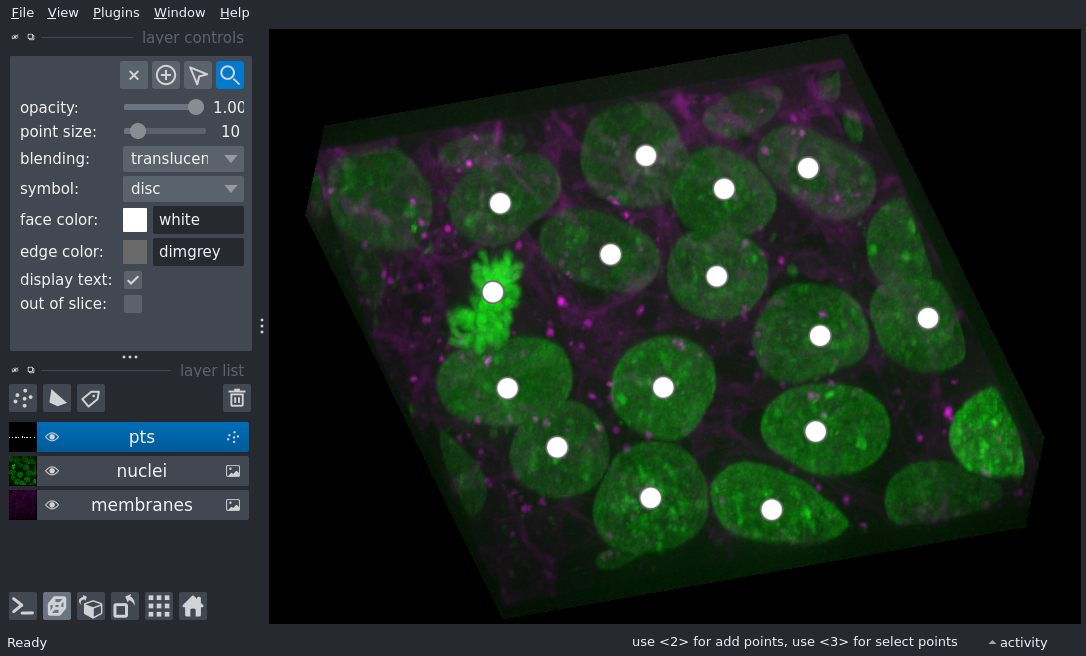 File View Plugins Window Help
layer controls
opacity: 1.00
point size: 10
blending: translucen
symbol: disc
face color: white
edge color: dimgrey
display text:
out of slice:
layer list
pts
nuclei
membranes
Ready use <2> for add points, use <3> for select points activity